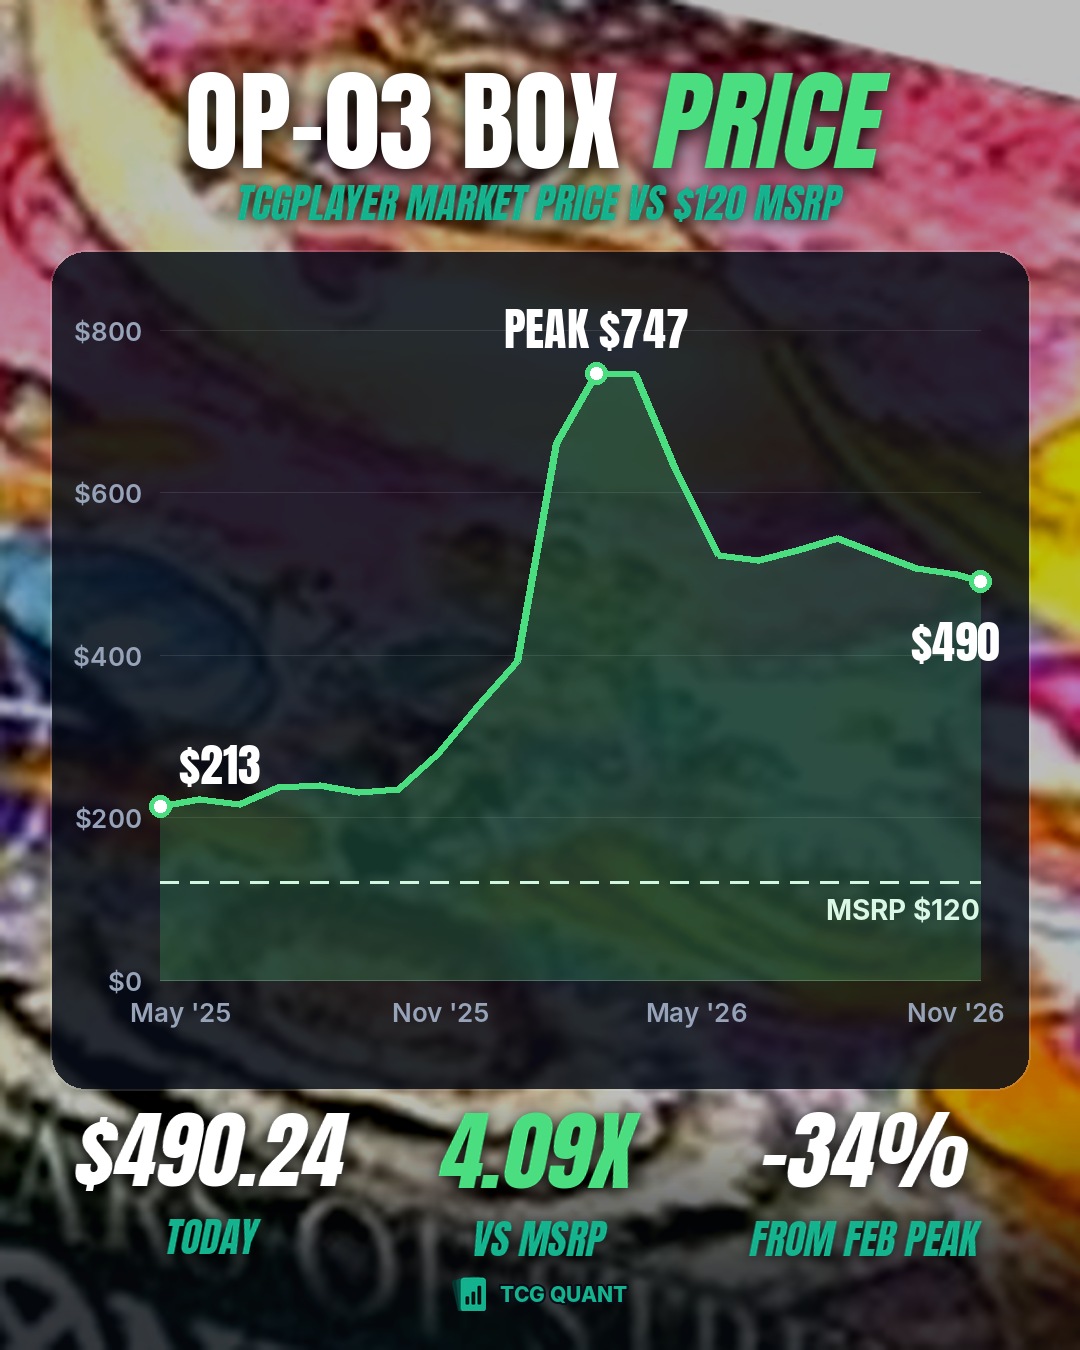 OP-03 BOX PRICE
TCGPLAYER MARKET PRICE VS $120 MSRP
$800
PEAK $747
$600
$400
$490
$213
$200
MSRP $120
$0
May '25 Nov '25 May '26 Nov '26
$490.24 4.09X -34%
TODAY VS MSRP FROM FEB PEAK
TCG QUANT